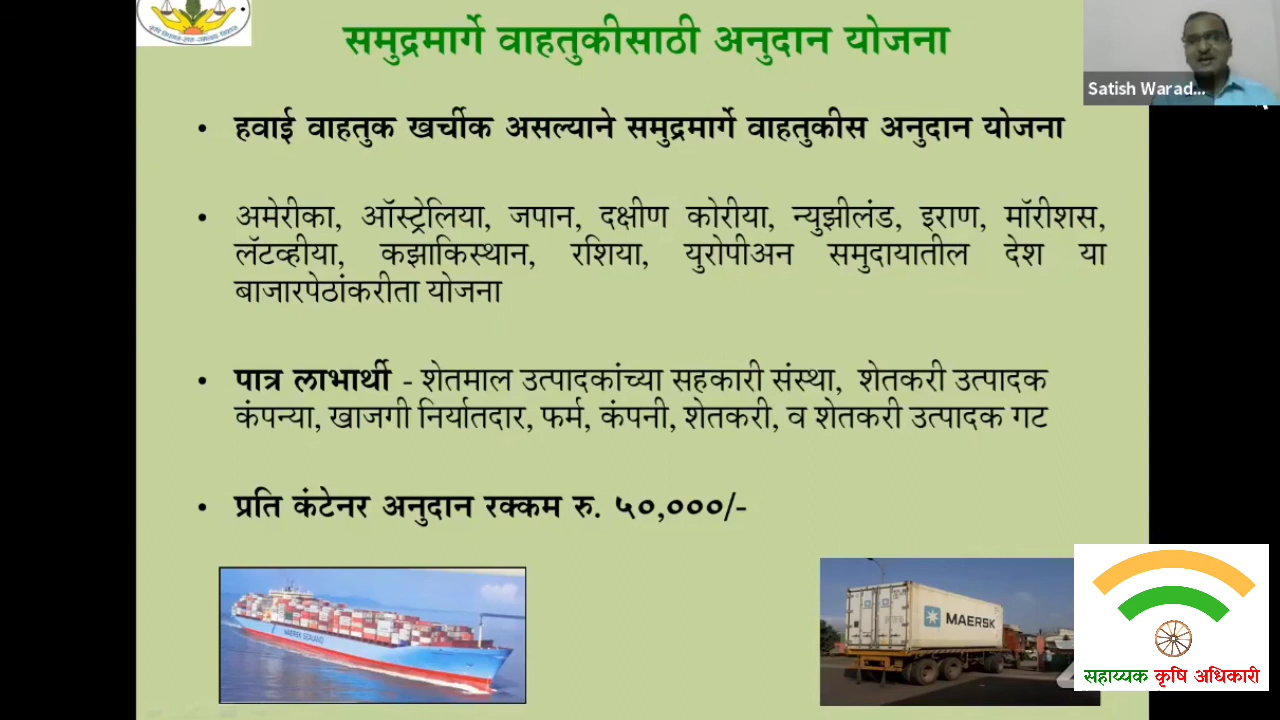 समुद्रमार्गे वाहतुकीसाठी अनुदान योजना
Satish Warad...
• हवाई वाहतुक खर्चीक असल्याने समुद्रमार्गे वाहतुकीस अनुदान योजना
• अमेरीका, ऑस्ट्रेलिया, जपान, दक्षीण कोरीया, न्युझीलंड, इराण, मॉरीशस,
लॅटव्हीया, कझाकिस्थान, रशिया, युरोपीअन समुदायातील देश या
बाजारपेठांकरीता योजना
• पात्र लाभार्थी - शेतमाल उत्पादकांच्या सहकारी संस्था, शेतकरी उत्पादक
कंपन्या, खाजगी निर्यातदार, फर्म, कंपनी, शेतकरी, व शेतकरी उत्पादक गट
• प्रति कंटेनर अनुदान रक्कम रु. ५०,०००/-
MAERSK SEALAND
MAERSK
सहाय्यक कृषि अधिकारी